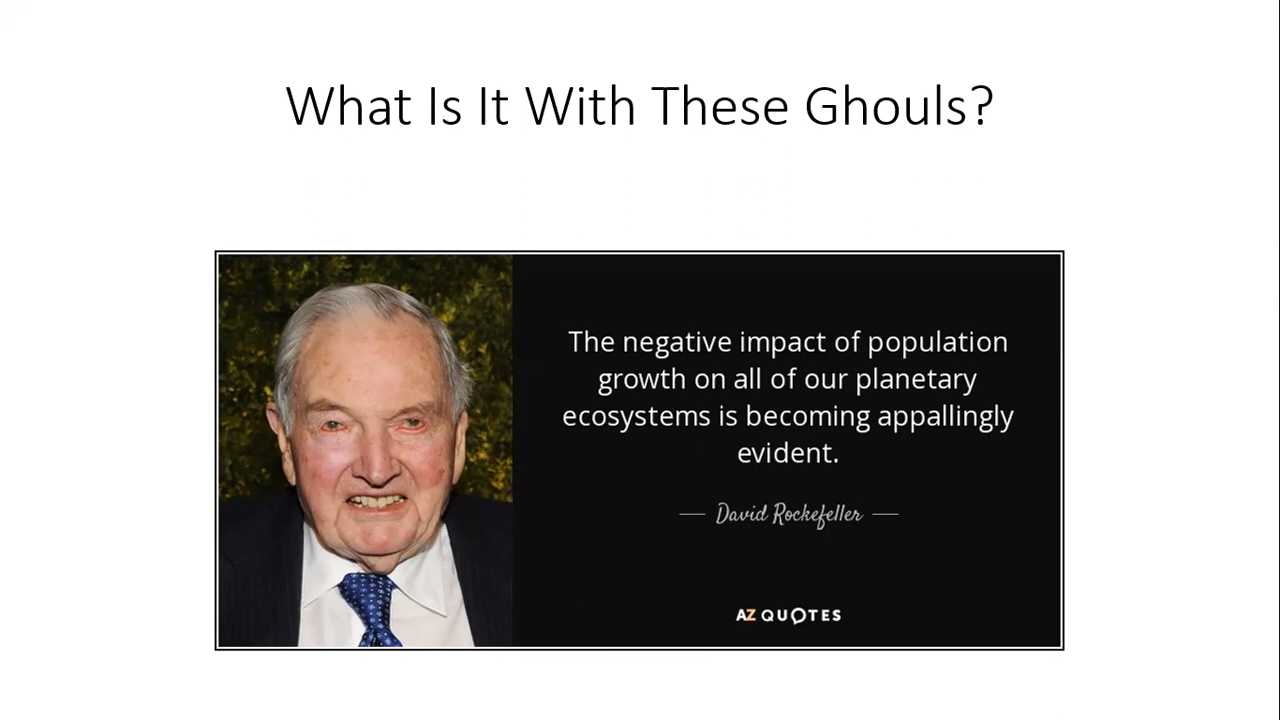 What Is It With These Ghouls?
The negative impact of population
growth on all of our planetary
ecosystems is becoming appallingly
evident.
David Rockefeller
AZ QUOTES